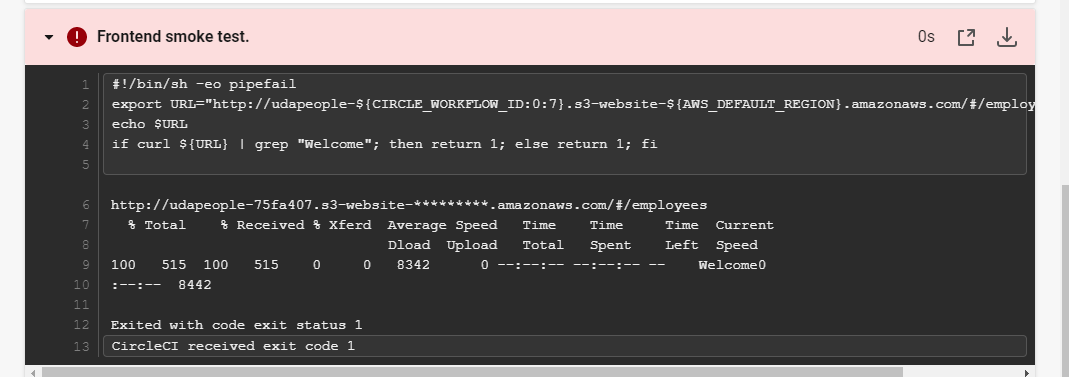 Frontend smoke test.
0s
1 #!/bin/sh -eo pipefail
2 export URL="http://udapeople-${CIRCLE_WORKFLOW_ID:0:7}.s3-website-${AWS_DEFAULT_REGION}.amazonaws.com/#/employ
3 echo $URL
4 if curl ${URL} | grep "Welcome"; then return 1; else return 1; fi
5
6 http://udapeople-75fa407.s3-website-*********.amazonaws.com/#/employees
7 % Total % Received % Xferd Average Speed Time Time Time Current
8 Dload Upload Total Spent Left Speed
9 100 515 100 515 0 0 8342 0 --:--:-- --:--:-- -- Welcome0
10 :--:-- 8442
11
12 Exited with code exit status 1
13 CircleCI received exit code 1